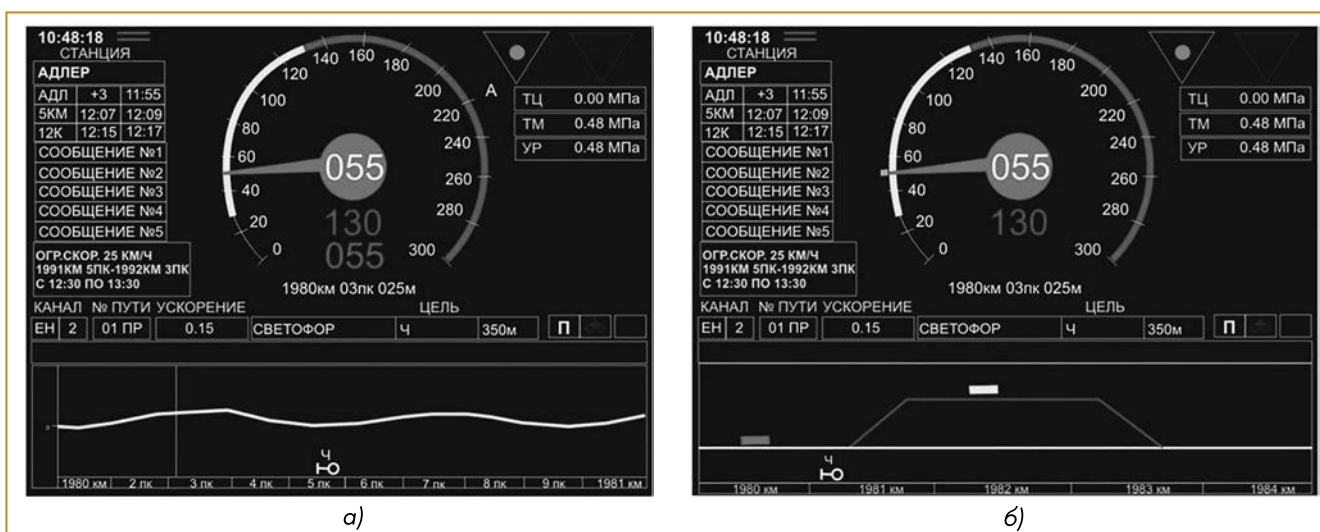 10:48:18
СТАНЦИЯ
АДЛЕР
АДЛ +3 11:55
5КМ 12:07 12:09
12К 12:15 12:17
СООБЩЕНИЕ №1
СООБЩЕНИЕ №2
СООБЩЕНИЕ №3
СООБЩЕНИЕ №4
СООБЩЕНИЕ №5
ОГР.СКОР. 25 КМ/Ч
1991КМ 5ПК-1992КМ 3ПК
С 12:30 ПО 13:30
0 20 40 60 80 100 120 140 160 180 200 220 240 260 280 300
А
055
130
055
1980км 03пк 025м
ТЦ 0.00 МПа
ТМ 0.48 МПа
УР 0.48 МПа
КАНАЛ № ПУТИ УСКОРЕНИЕ ЦЕЛЬ
ЕН 2 01 ПР 0.15 СВЕТОФОР Ч 350м П
0
Ч
1980 км 2 пк 3 пк 4 пк 5 пк 6 пк 7 пк 8 пк 9 пк 1981 км
а)
10:48:18
СТАНЦИЯ
АДЛЕР
АДЛ +3 11:55
5КМ 12:07 12:09
12К 12:15 12:17
СООБЩЕНИЕ №1
СООБЩЕНИЕ №2
СООБЩЕНИЕ №3
СООБЩЕНИЕ №4
СООБЩЕНИЕ №5
ОГР.СКОР. 25 КМ/Ч
1991КМ 5ПК-1992КМ 3ПК
С 12:30 ПО 13:30
0 20 40 60 80 100 120 140 160 180 200 220 240 260 280 300
055
130
1980км 03пк 025м
ТЦ 0.00 МПа
ТМ 0.48 МПа
УР 0.48 МПа
КАНАЛ № ПУТИ УСКОРЕНИЕ ЦЕЛЬ
ЕН 2 01 ПР 0.15 СВЕТОФОР Ч 350м П
Ч
1980 км 1981 км 1982 км 1983 км 1984 км
б)